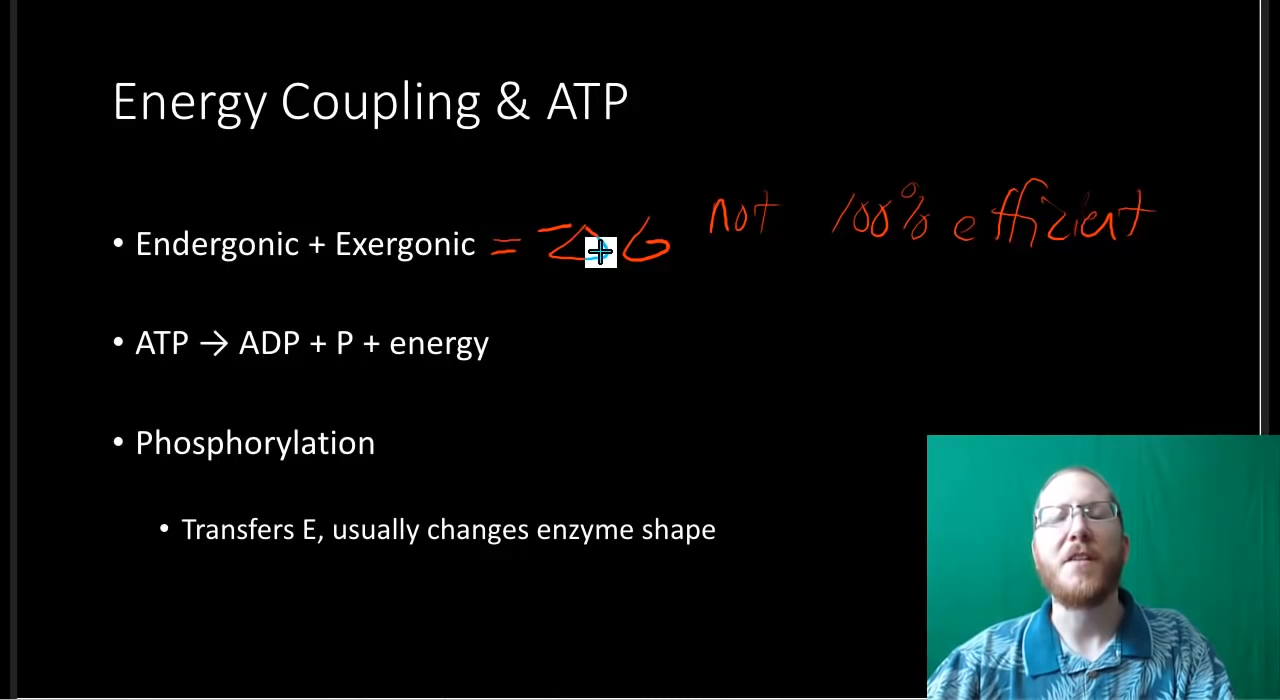 Energy Coupling & ATP
• Endergonic + Exergonic = -ΔG not 100% efficient
• ATP → ADP + P + energy
• Phosphorylation
• Transfers E, usually changes enzyme shape